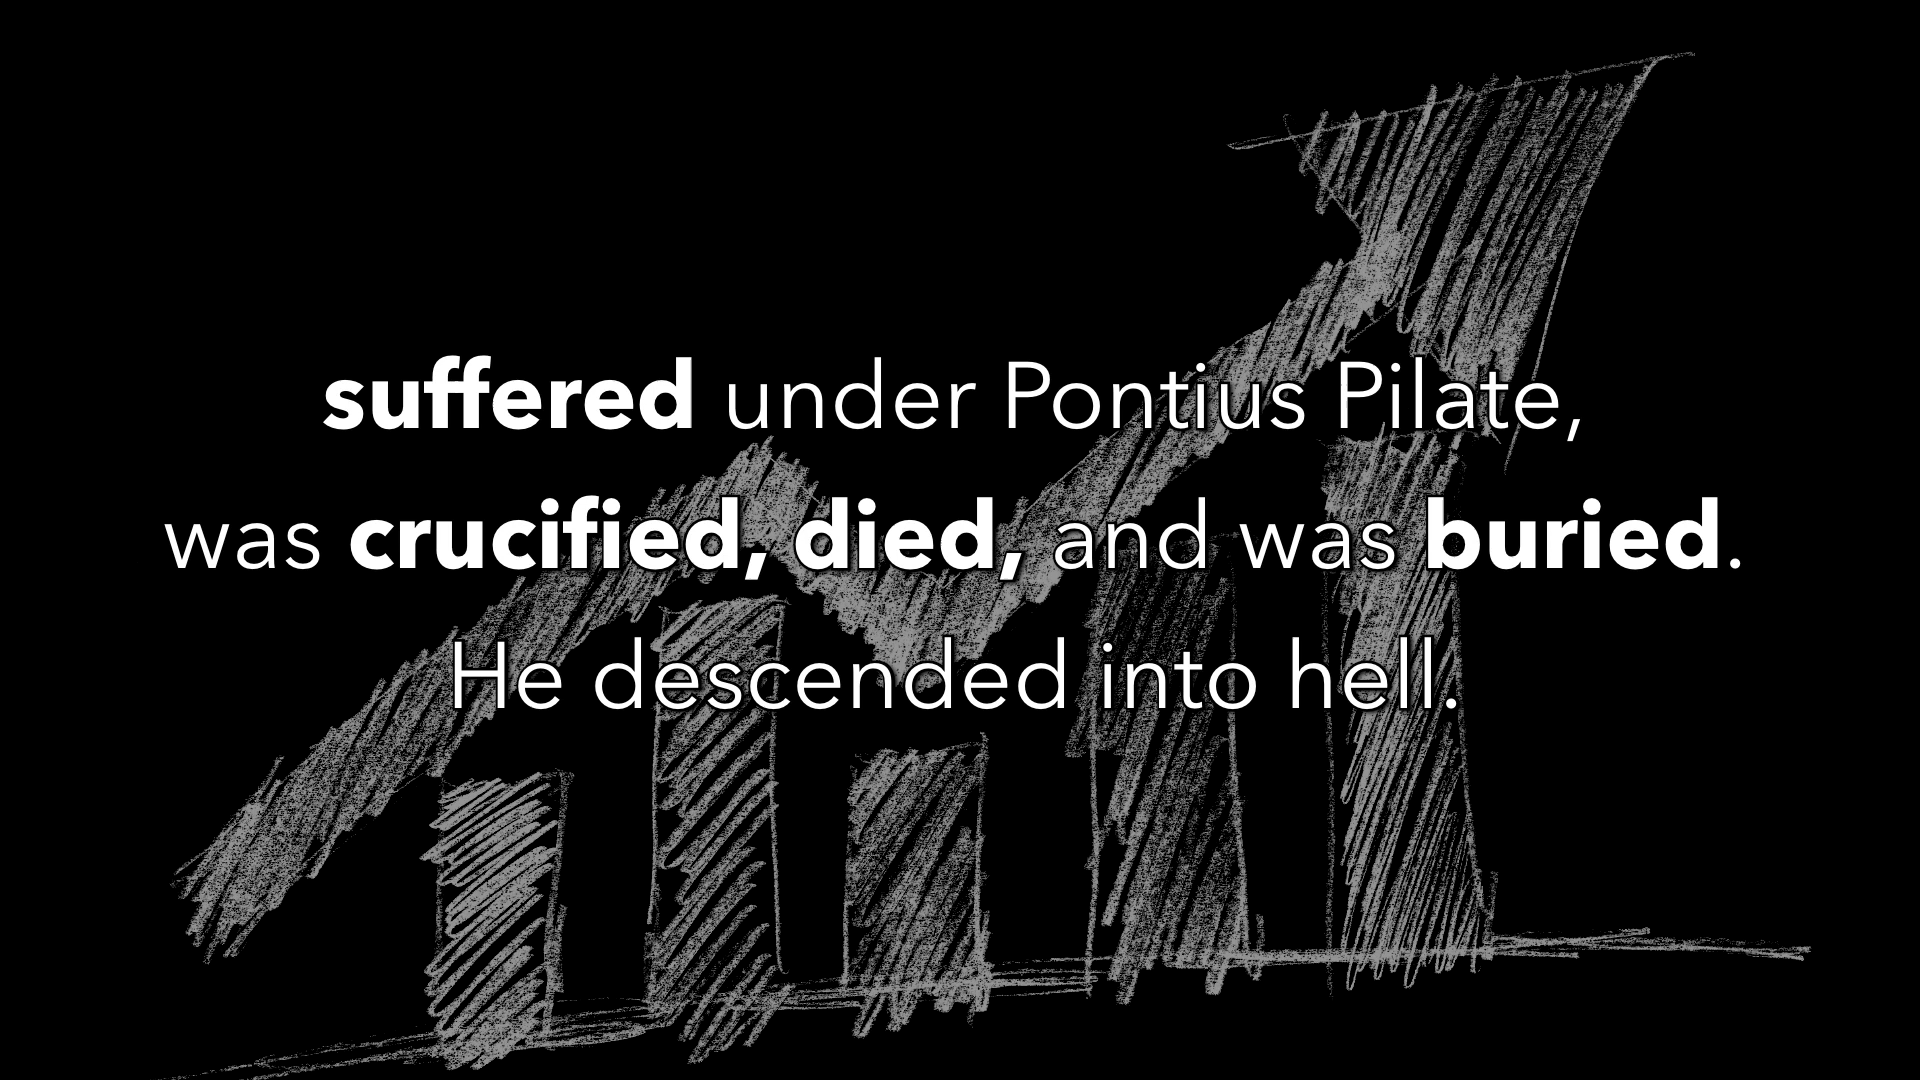 suffered under Pontius Pilate,
was crucified, died, and was buried.
He descended into hell.